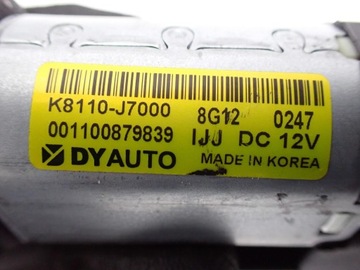 K8110-J7000 8G12 0247
001100879839 IJJ DC 12V
DYAUTO MADE IN KOREA